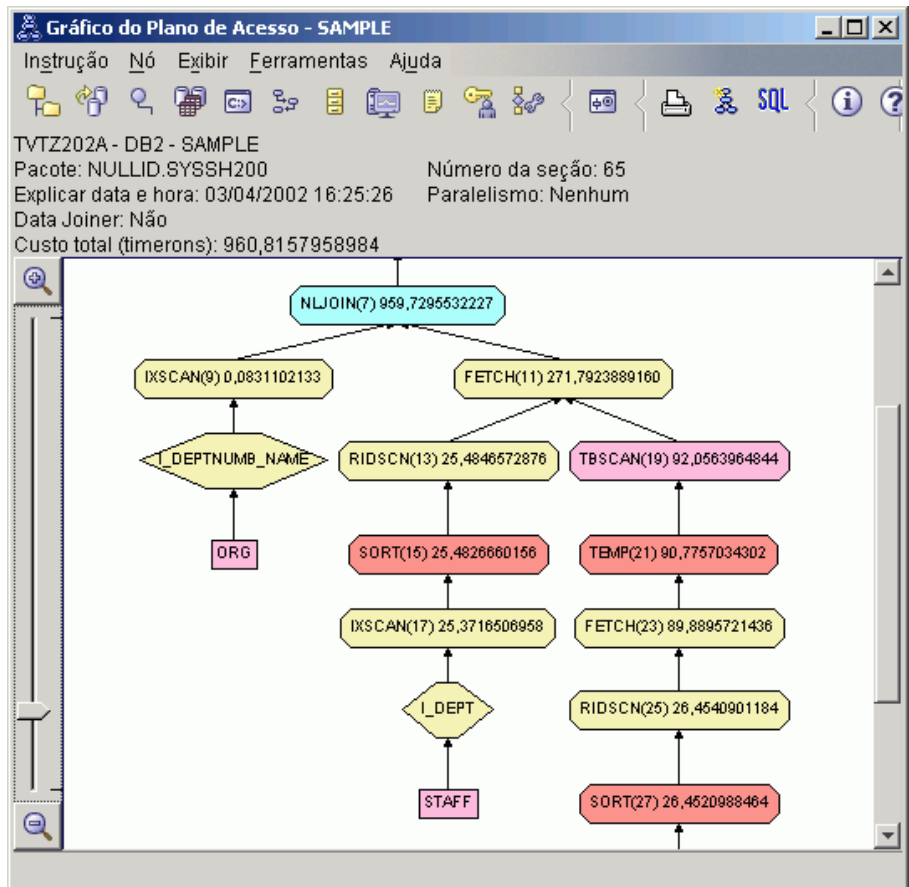 Gráfico do Plano de Acesso - SAMPLE
Instrução Nó Exibir Ferramentas Ajuda
C:> SQL i ?
TVTZ202A - DB2 - SAMPLE
Pacote: NULLID.SYSSH200 Número da seção: 65
Explicar data e hora: 03/04/2002 16:25:26 Paralelismo: Nenhum
Data Joiner: Não
Custo total (timerons): 960,8157958984
NLJOIN(7) 959,7295532227
IXSCAN(9) 0,0831102133 FETCH(11) 271,7923889160
I_DEPTNUMB_NAME RIDSCN(13) 25,4846572876 TBSCAN(19) 92,0563964844
ORG SORT(15) 25,4826660156 TEMP(21) 90,7757034302
IXSCAN(17) 25,3716506958 FETCH(23) 89,8895721436
I_DEPT RIDSCN(25) 26,4540901184
STAFF SORT(27) 26,4520988464